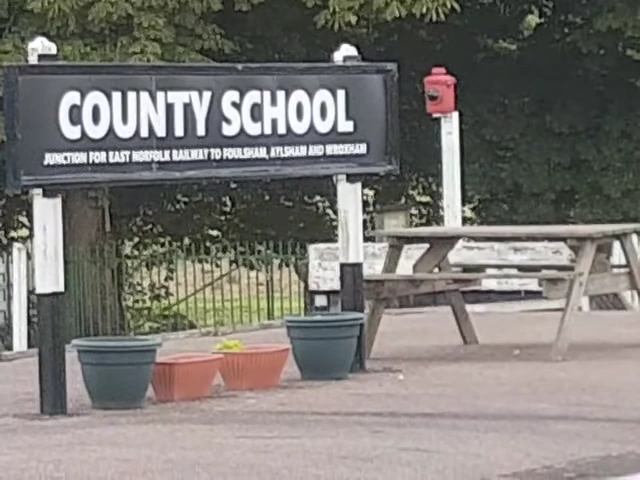 COUNTY SCHOOL
JUNCTION FOR EAST NORFOLK RAILWAY TO FOULSHAM, AYLSHAM AND WROXHAM